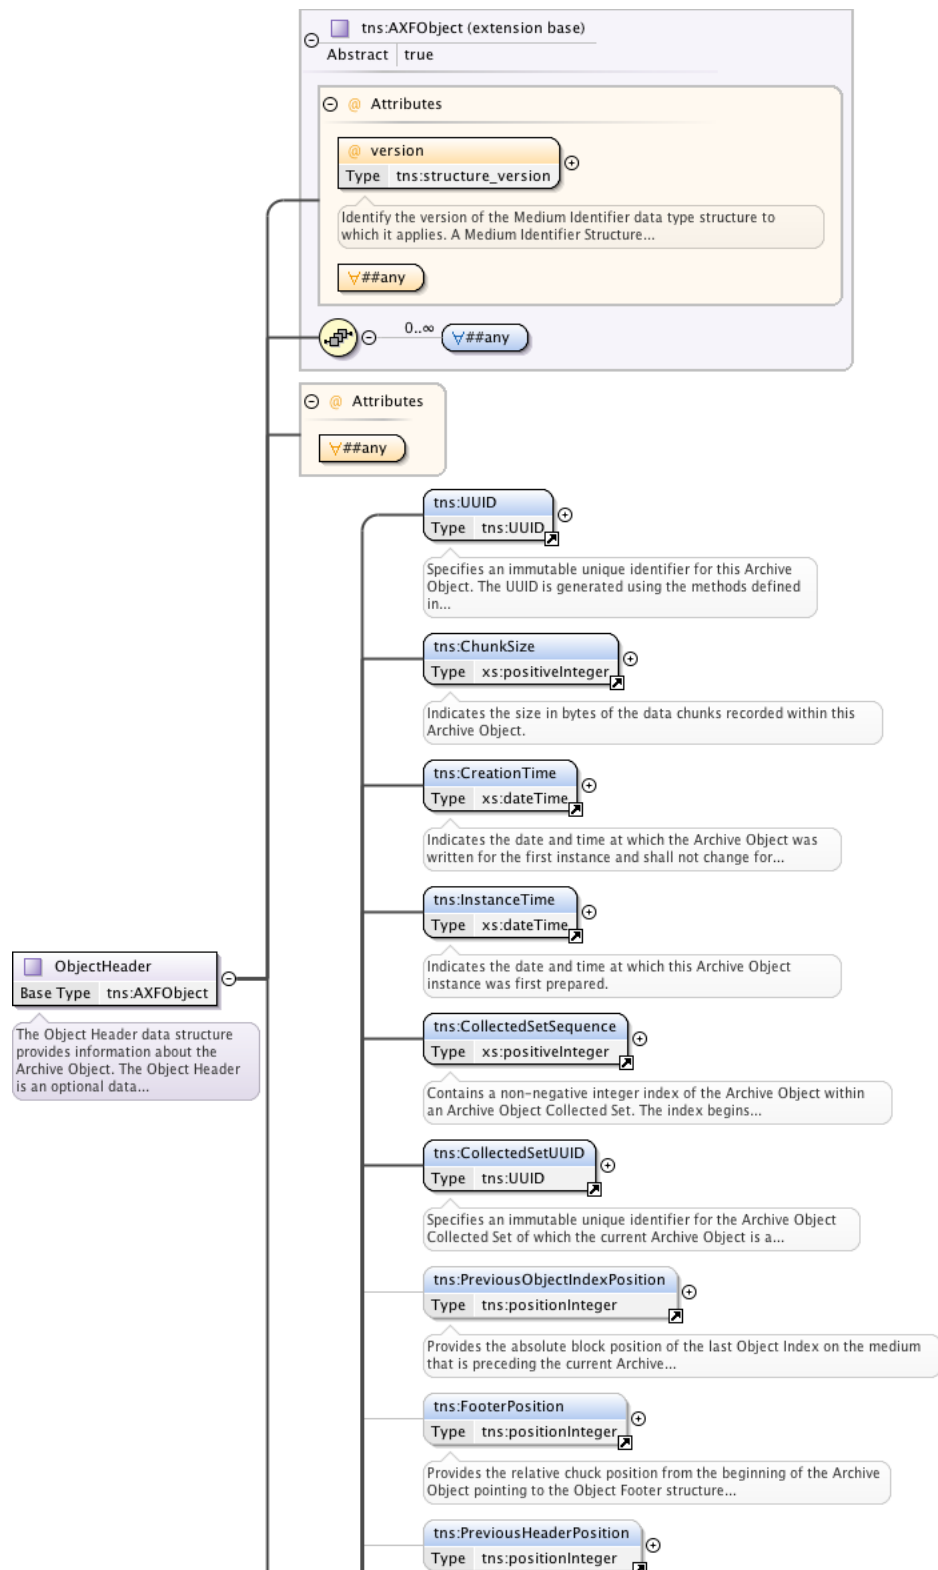 tns:AXFObject (extension base)
Abstract true
@ Attributes
@ version
Type tns:structure_version
Identify the version of the Medium Identifier data type structure to
which it applies. A Medium Identifier Structure...
∀##any
0..∞ ∀##any
@ Attributes
∀##any
tns:UUID
Type tns:UUID
Specifies an immutable unique identifier for this Archive
Object. The UUID is generated using the methods defined
in...
tns:ChunkSize
Type xs:positiveInteger
Indicates the size in bytes of the data chunks recorded within this
Archive Object.
tns:CreationTime
Type xs:dateTime
Indicates the date and time at which the Archive Object was
written for the first instance and shall not change for...
tns:InstanceTime
Type xs:dateTime
Indicates the date and time at which this Archive Object
instance was first prepared.
ObjectHeader
Base Type tns:AXFObject
The Object Header data structure
provides information about the
Archive Object. The Object Header
is an optional data...
tns:CollectedSetSequence
Type xs:positiveInteger
Contains a non-negative integer index of the Archive Object within
an Archive Object Collected Set. The index begins...
tns:CollectedSetUUID
Type tns:UUID
Specifies an immutable unique identifier for the Archive Object
Collected Set of which the current Archive Object is a...
tns:PreviousObjectIndexPosition
Type tns:positionInteger
Provides the absolute block position of the last Object Index on the medium
that is preceding the current Archive...
tns:FooterPosition
Type tns:positionInteger
Provides the relative chuck position from the beginning of the Archive
Object pointing to the Object Footer structure...
tns:PreviousHeaderPosition
Type tns:positionInteger